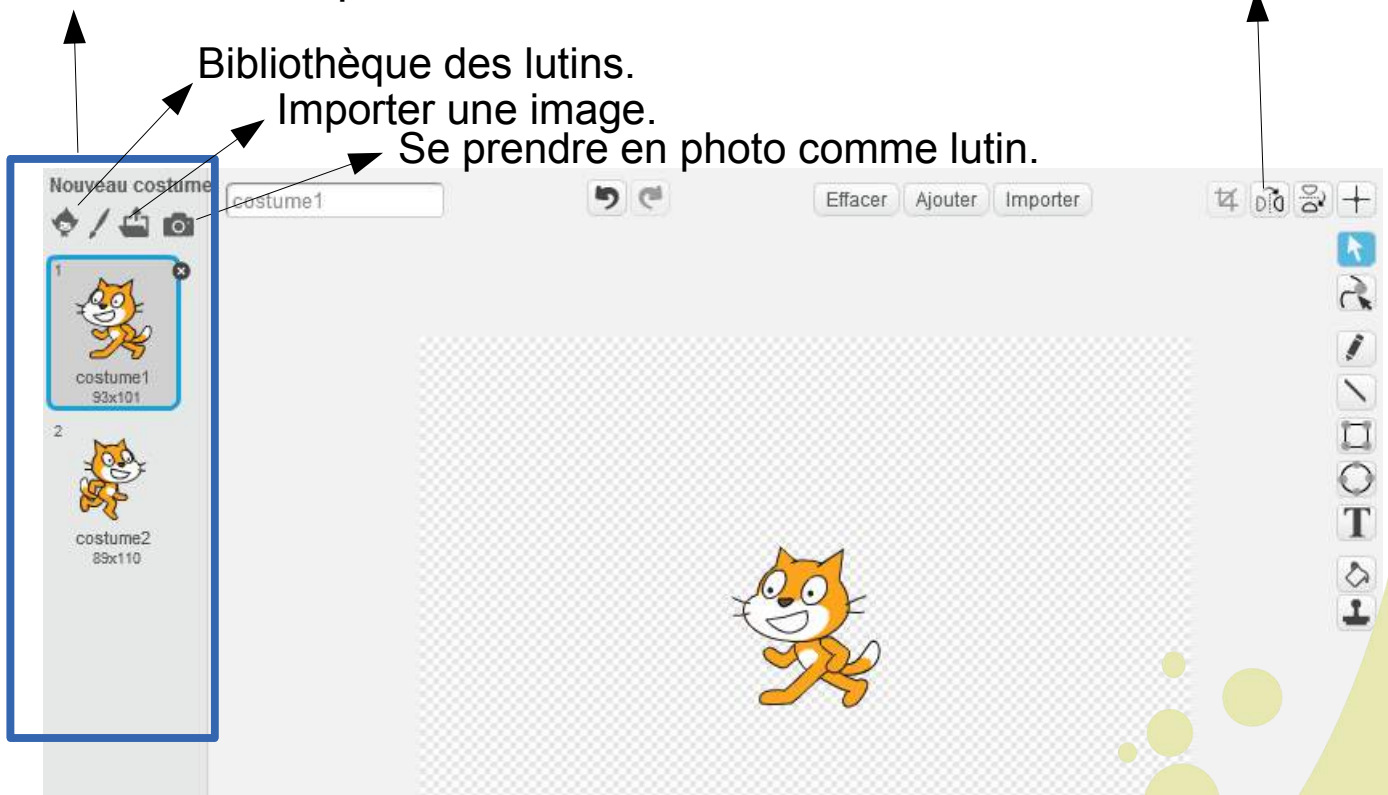 Bibliothèque des lutins.
Importer une image.
Se prendre en photo comme lutin.
Nouveau costume
costume1
Effacer
Ajouter
Importer
1
costume1
93x101
2
costume2
89x110
T